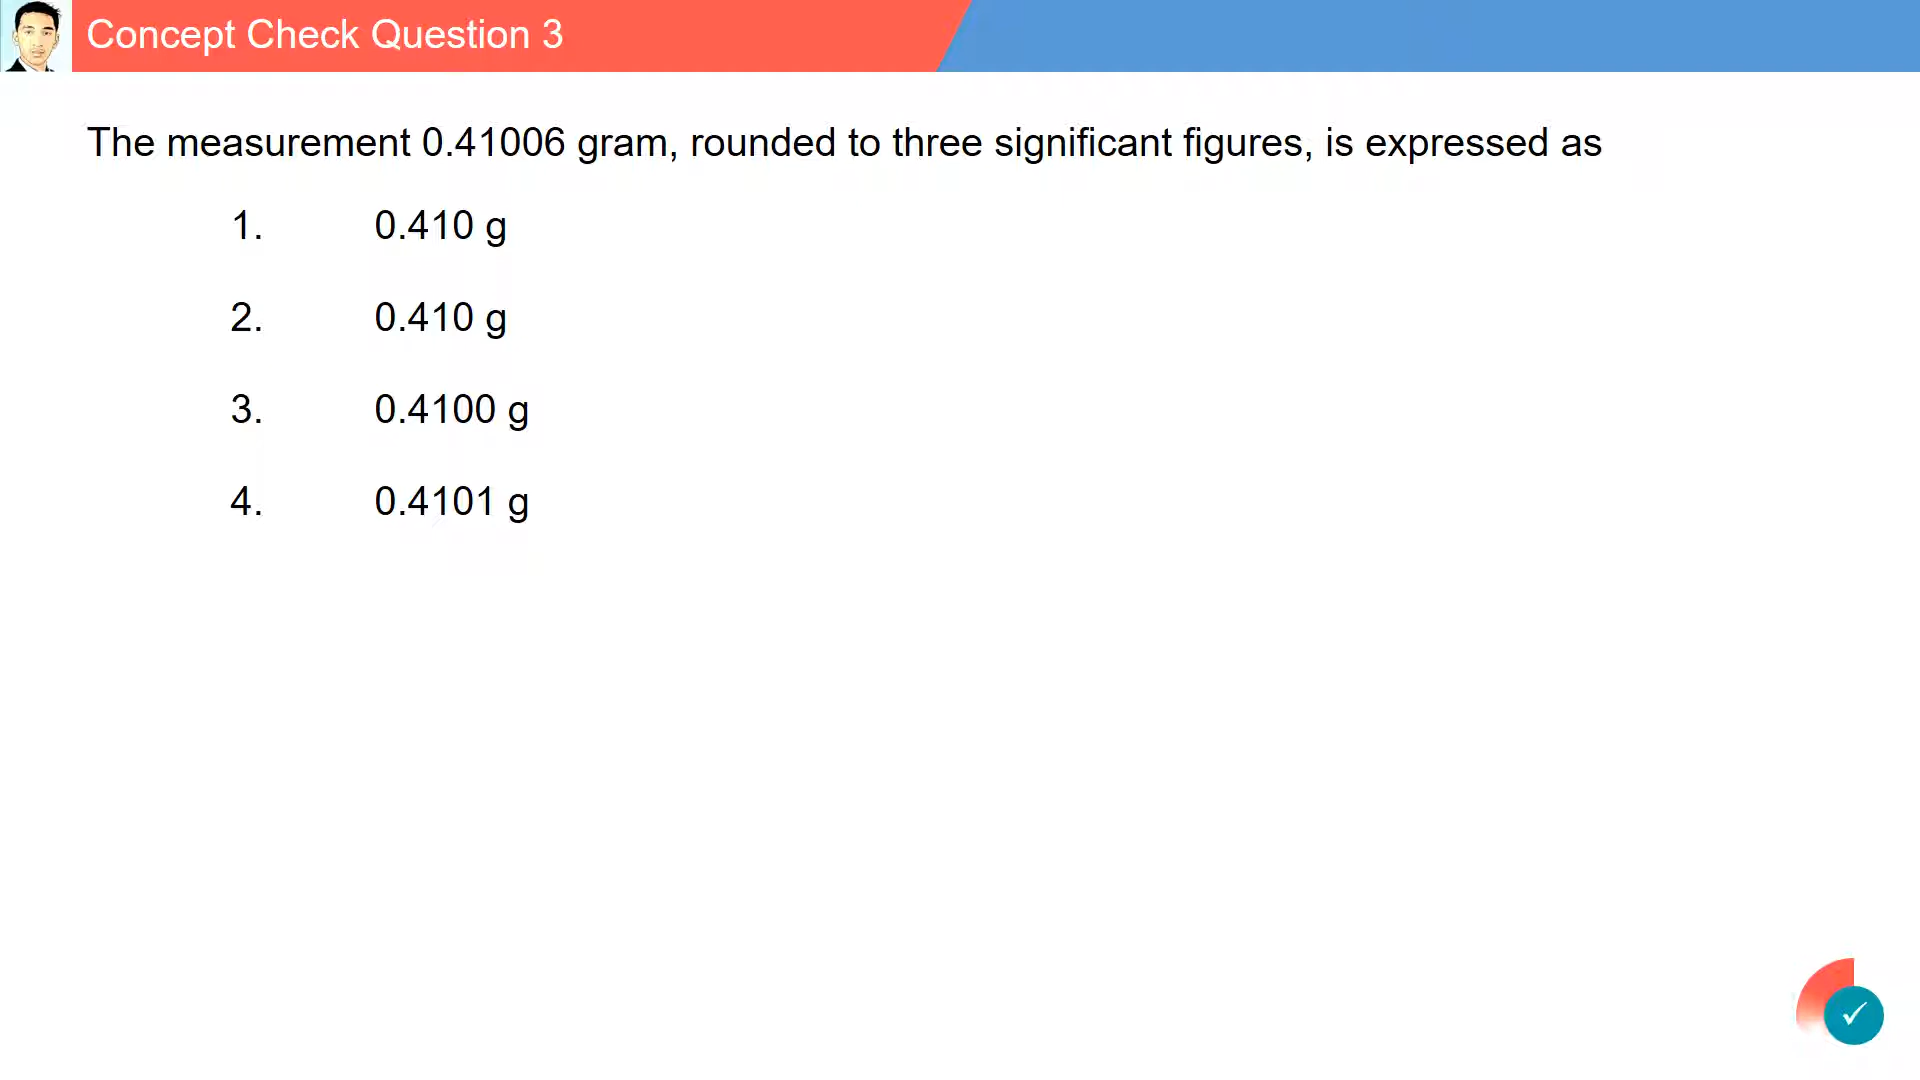 Concept Check Question 3
The measurement 0.41006 gram, rounded to three significant figures, is expressed as
1. 0.410 g
2. 0.410 g
3. 0.4100 g
4. 0.4101 g